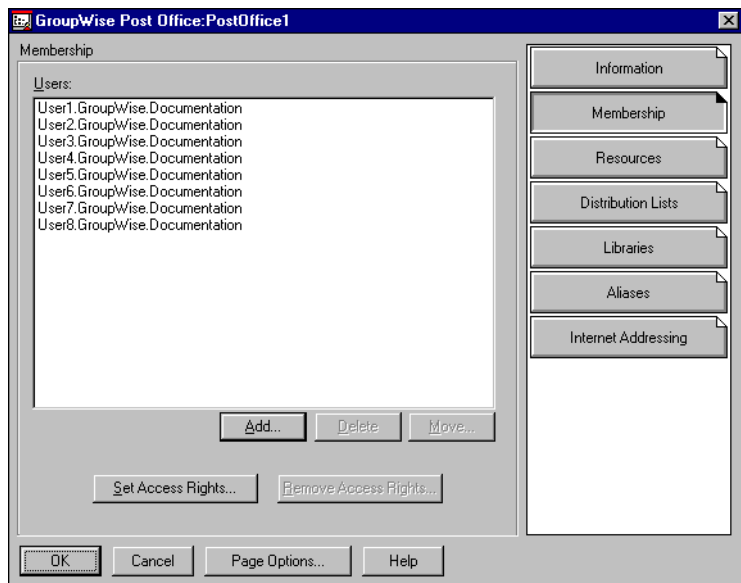 GroupWise Post Office:PostOffice1
Membership
Users:
User1.GroupWise.Documentation
User2.GroupWise.Documentation
User3.GroupWise.Documentation
User4.GroupWise.Documentation
User5.GroupWise.Documentation
User6.GroupWise.Documentation
User7.GroupWise.Documentation
User8.GroupWise.Documentation
Add... Delete Move...
Set Access Rights... Remove Access Rights...
OK Cancel Page Options... Help
Information
Membership
Resources
Distribution Lists
Libraries
Aliases
Internet Addressing